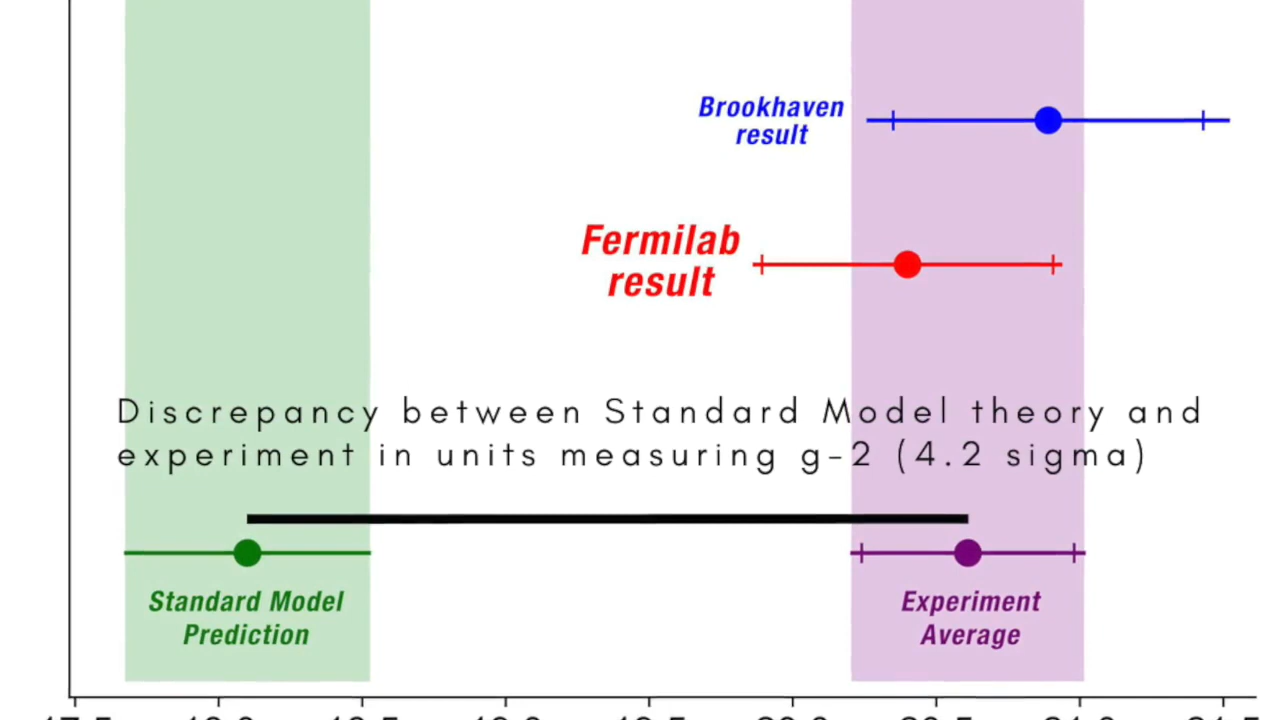 Brookhaven
result
Fermilab
result
Discrepancy between Standard Model theory and
experiment in units measuring g-2 (4.2 sigma)
Standard Model
Prediction
Experiment
Average